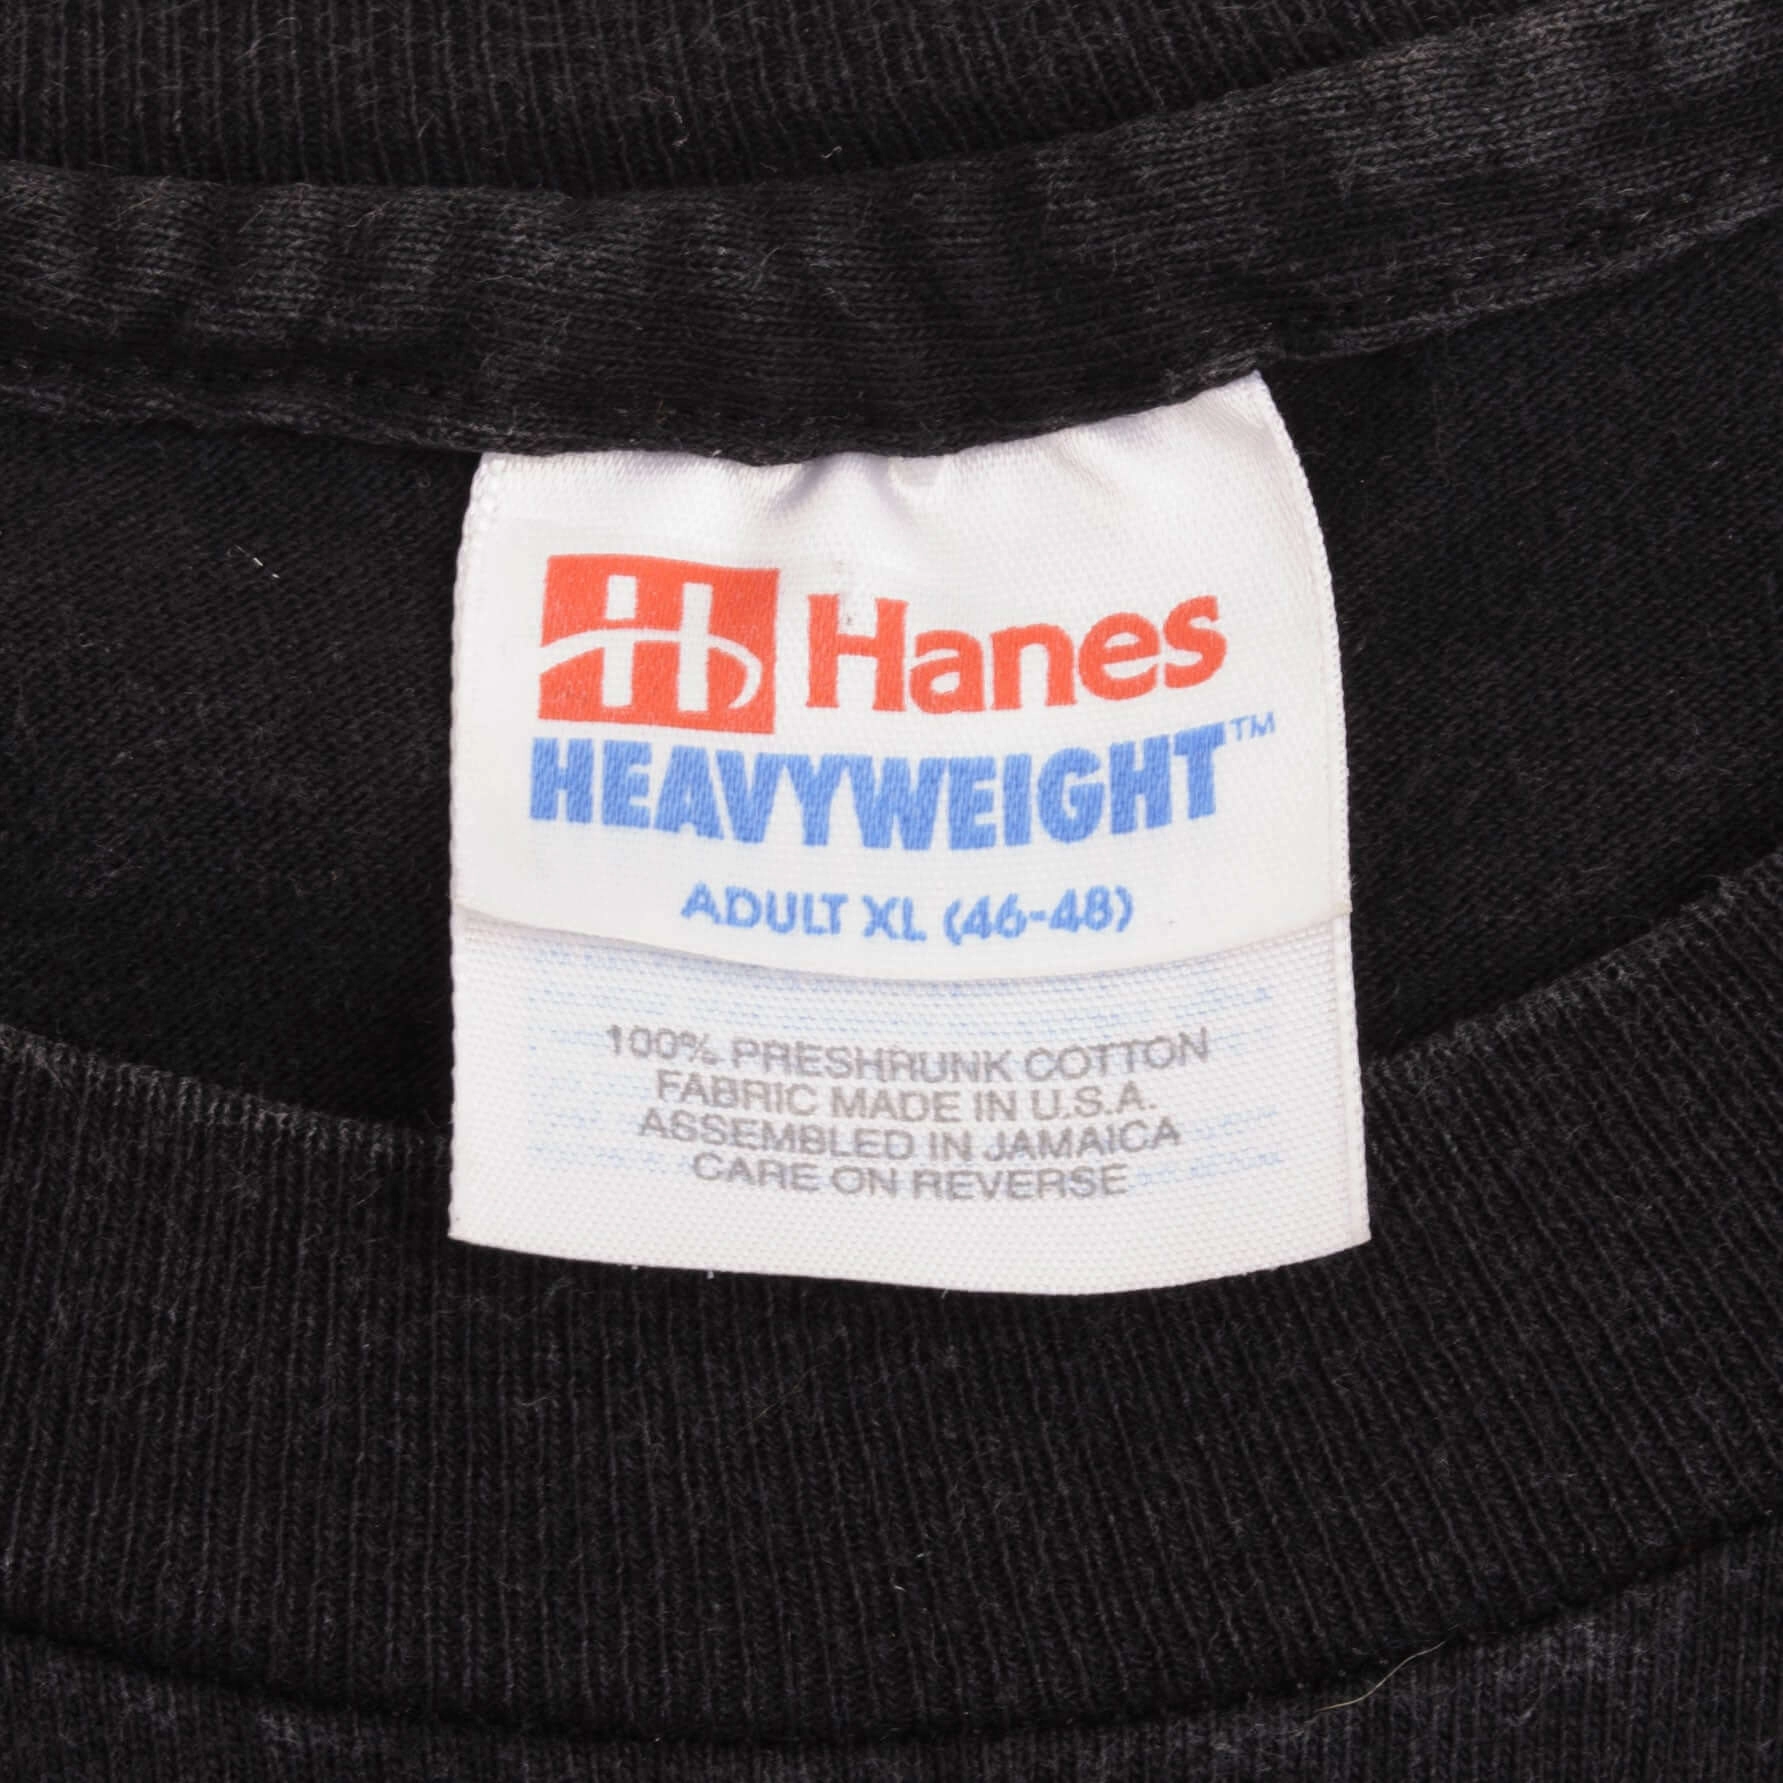 H Hanes
HEAVYWEIGHT™
ADULT XL (46-48)
100% PRESHRUNK COTTON
FABRIC MADE IN U.S.A.
ASSEMBLED IN JAMAICA
CARE ON REVERSE